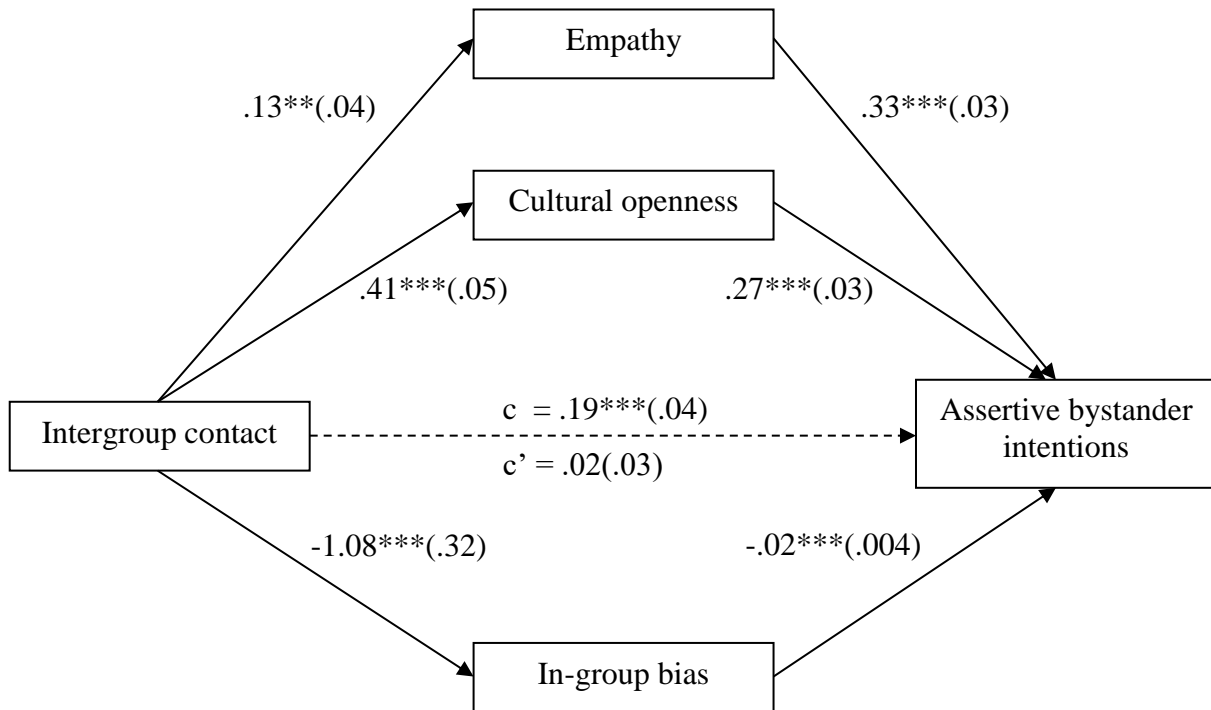 Empathy
.13**(.04)
.33***(.03)
Cultural openness
.41***(.05)
.27***(.03)
Intergroup contact
c = .19***(.04)
c’ = .02(.03)
Assertive bystander
intentions
-1.08***(.32)
-.02***(.004)
In-group bias